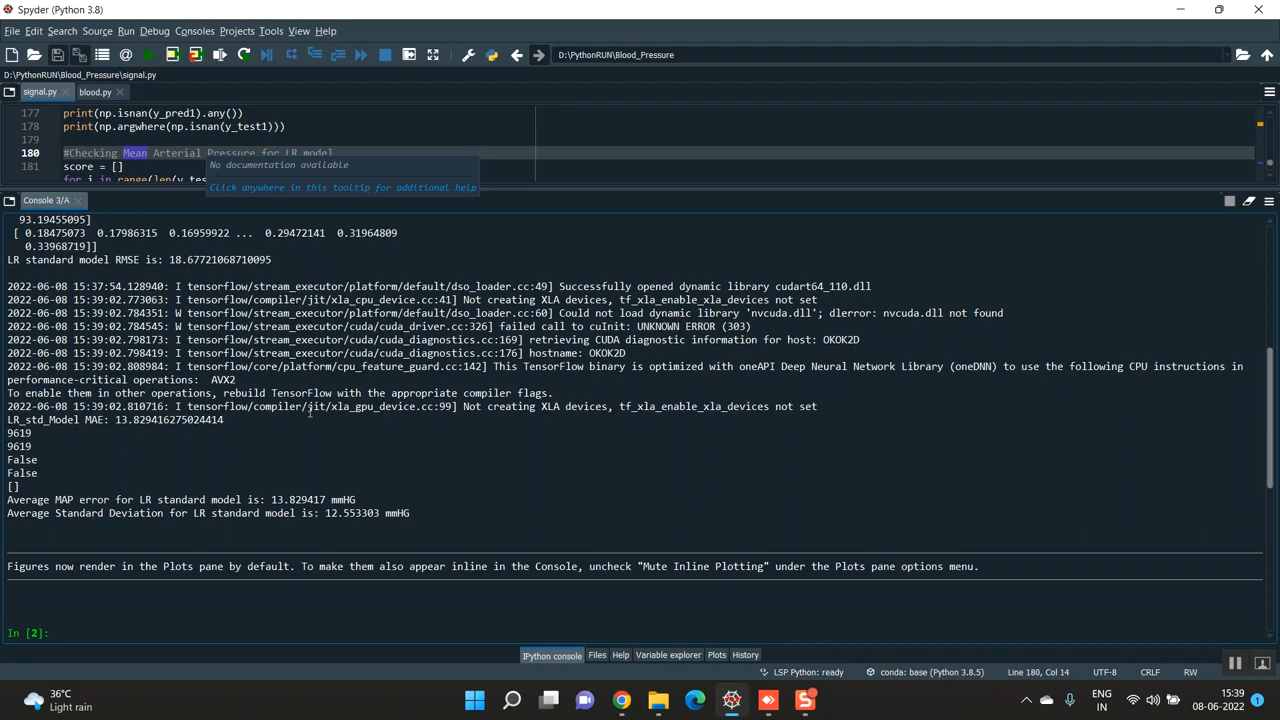 Spyder (Python 3.8)
File Edit Search Source Run Debug Consoles Projects Tools View Help
D:\PythonRUN\Blood_Pressure
D:\PythonRUN\Blood_Pressure\signal.py
signal.py blood.py
177 print(np.isnan(y_pred1).any())
178 print(np.argwhere(np.isnan(y_test1)))
179
180 #Checking Mean Arterial Pressure for LR model
181 score = []
for i in range(len(y_tes
No documentation available
Click anywhere in this tooltip for additional help
Console 3/A
93.19455095]
[ 0.18475073 0.17986315 0.16959922 ... 0.29472141 0.31964809
0.33968719]]
LR standard model RMSE is: 18.67721068710095
2022-06-08 15:37:54.128940: I tensorflow/stream_executor/platform/default/dso_loader.cc:49] Successfully opened dynamic library cudart64_110.dll
2022-06-08 15:39:02.773063: I tensorflow/compiler/jit/xla_cpu_device.cc:41] Not creating XLA devices, tf_xla_enable_xla_devices not set
2022-06-08 15:39:02.784351: W tensorflow/stream_executor/platform/default/dso_loader.cc:60] Could not load dynamic library 'nvcuda.dll'; dlerror: nvcuda.dll not found
2022-06-08 15:39:02.784545: W tensorflow/stream_executor/cuda/cuda_driver.cc:326] failed call to cuInit: UNKNOWN ERROR (303)
2022-06-08 15:39:02.798173: I tensorflow/stream_executor/cuda/cuda_diagnostics.cc:169] retrieving CUDA diagnostic information for host: OKOK2D
2022-06-08 15:39:02.798419: I tensorflow/stream_executor/cuda/cuda_diagnostics.cc:176] hostname: OKOK2D
2022-06-08 15:39:02.808984: I tensorflow/core/platform/cpu_feature_guard.cc:142] This TensorFlow binary is optimized with oneAPI Deep Neural Network Library (oneDNN) to use the following CPU instructions in
performance-critical operations: AVX2
To enable them in other operations, rebuild TensorFlow with the appropriate compiler flags.
2022-06-08 15:39:02.810716: I tensorflow/compiler/jit/xla_gpu_device.cc:99] Not creating XLA devices, tf_xla_enable_xla_devices not set
LR_std_Model MAE: 13.829416275024414
9619
9619
False
False
[]
Average MAP error for LR standard model is: 13.829417 mmHG
Average Standard Deviation for LR standard model is: 12.553303 mmHG
Figures now render in the Plots pane by default. To make them also appear inline in the Console, uncheck "Mute Inline Plotting" under the Plots pane options menu.
In [2]:
IPython console Files Help Variable explorer Plots History
LSP Python: ready conda: base (Python 3.8.5) Line 180, Col 14 UTF-8 CRLF RW
36°C
Light rain
ENG
IN
15:39
08-06-2022
1